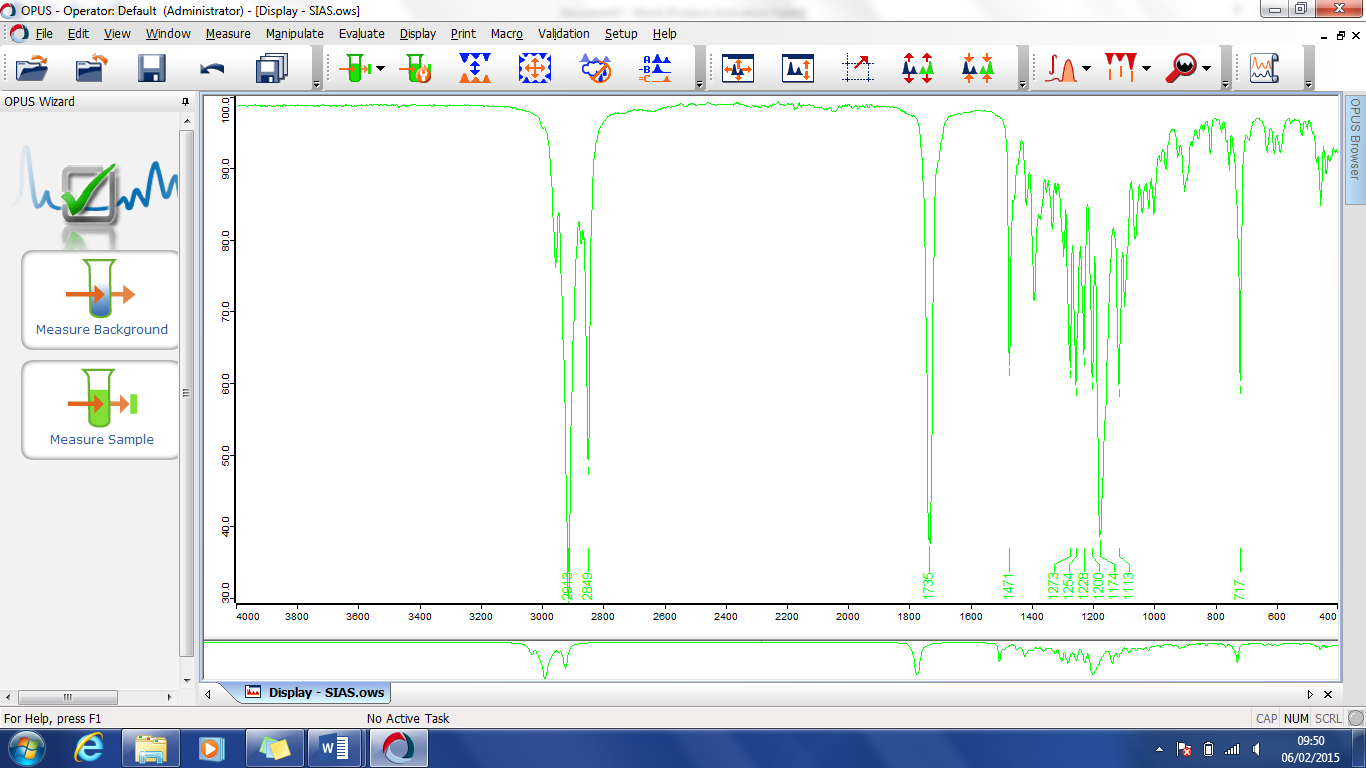 OPUS - Operator: Default (Administrator) - [Display - SIAS.ows]
File Edit View Window Measure Manipulate Evaluate Display Print Macro Validation Setup Help
OPUS Wizard
Measure Background
Measure Sample
100.0
90.0
80.0
70.0
60.0
50.0
40.0
30.0
2913 2849 1735 1471 1273 1254 1228 1200 1174 1113 717
4000 3800 3600 3400 3200 3000 2800 2600 2400 2200 2000 1800 1600 1400 1200 1000 800 600 400
OPUS Browser
Display - SIAS.ows
For Help, press F1 No Active Task CAP NUM SCRL
09:50
06/02/2015